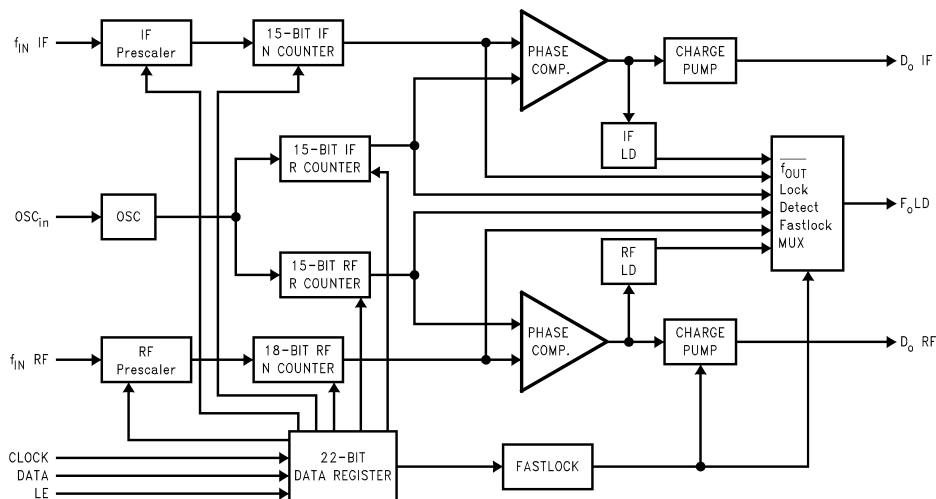 f_IN IF
IF
Prescaler
15-BIT IF
N COUNTER
PHASE
COMP.
CHARGE
PUMP
D_o IF
IF
LD
15-BIT IF
R COUNTER
OSC_in
OSC
f_OUT
Lock
Detect
Fastlock
MUX
F_oLD
15-BIT RF
R COUNTER
RF
LD
f_IN RF
RF
Prescaler
18-BIT RF
N COUNTER
PHASE
COMP.
CHARGE
PUMP
D_o RF
CLOCK
DATA
LE
22-BIT
DATA REGISTER
FASTLOCK